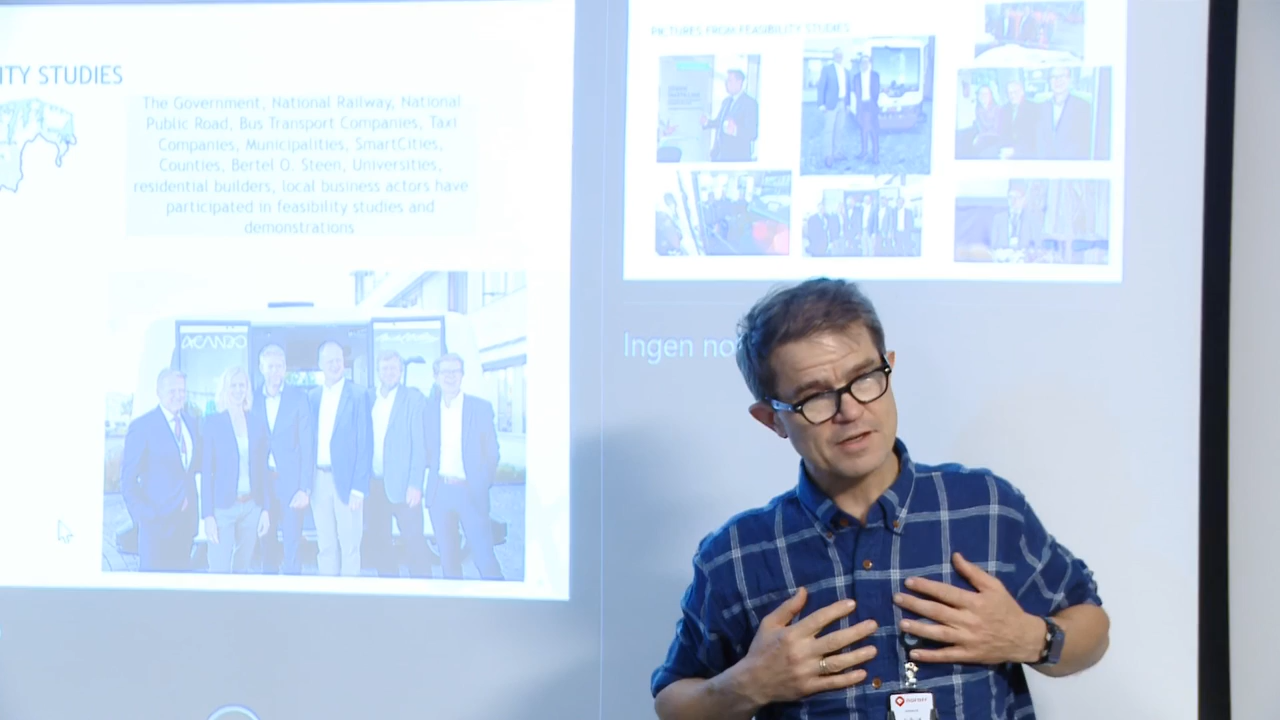 ITY STUDIES
The Government, National Railway, National
Public Road, Bus Transport Companies, Taxi
Companies, Municipalities, SmartCities,
Counties, Bertel O. Steen, Universities,
residential builders, local business actors have
participated in feasibility studies and
demonstrations
ACANDO
PICTURES FROM FEASIBILITY STUDIES
Ingen no